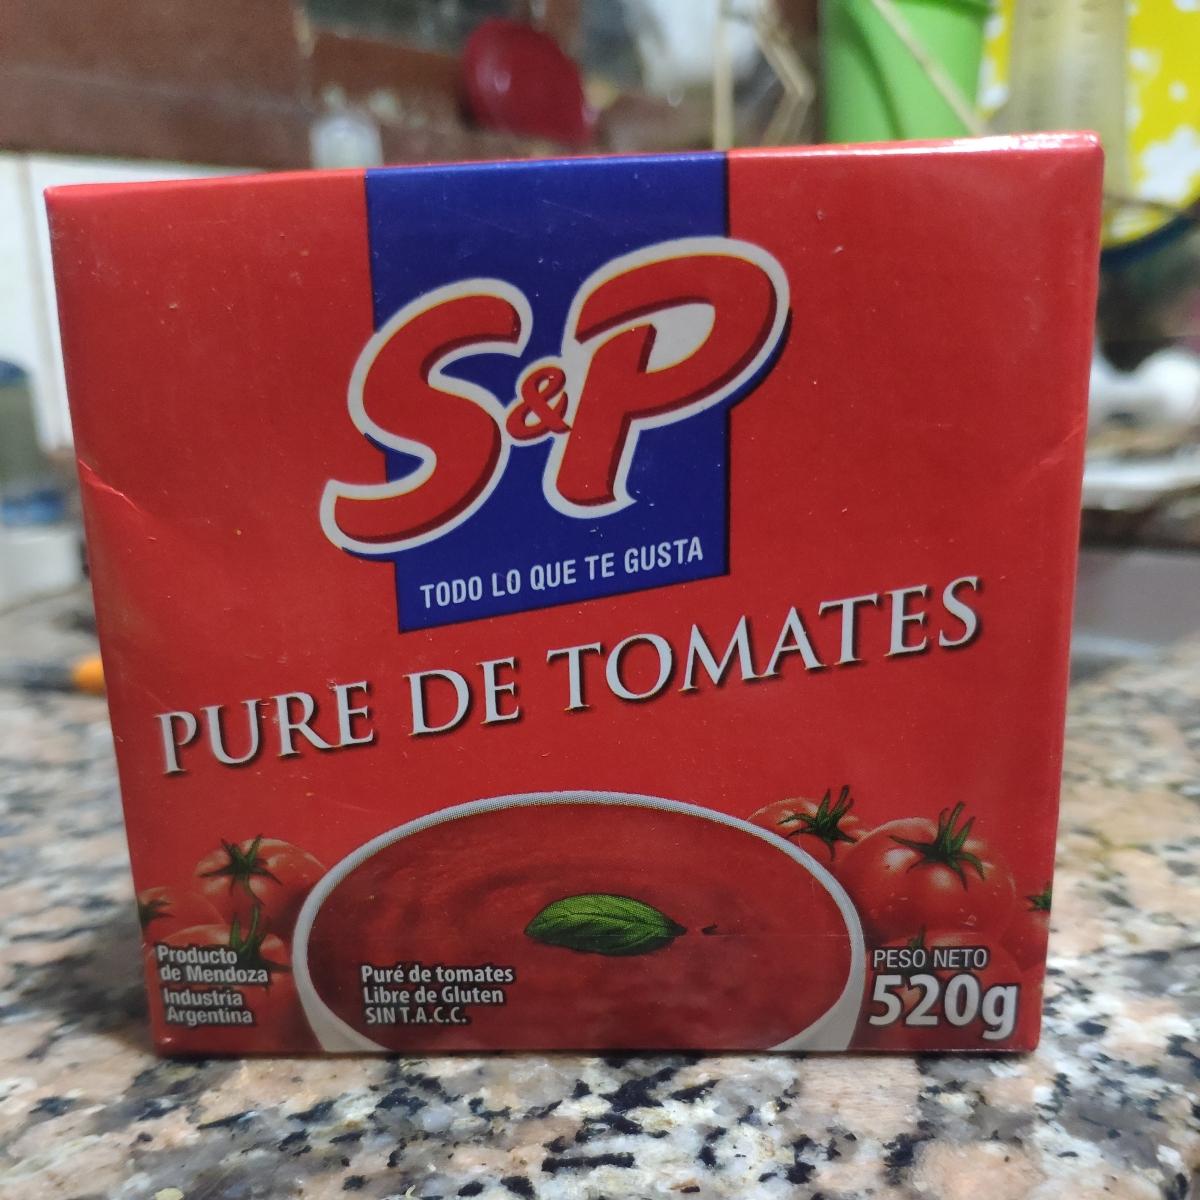 S&P
TODO LO QUE TE GUSTA
PURE DE TOMATES
Producto
de Mendoza
Industria
Argentina
Puré de tomates
Libre de Gluten
SIN T.A.C.C.
PESO NETO
520g